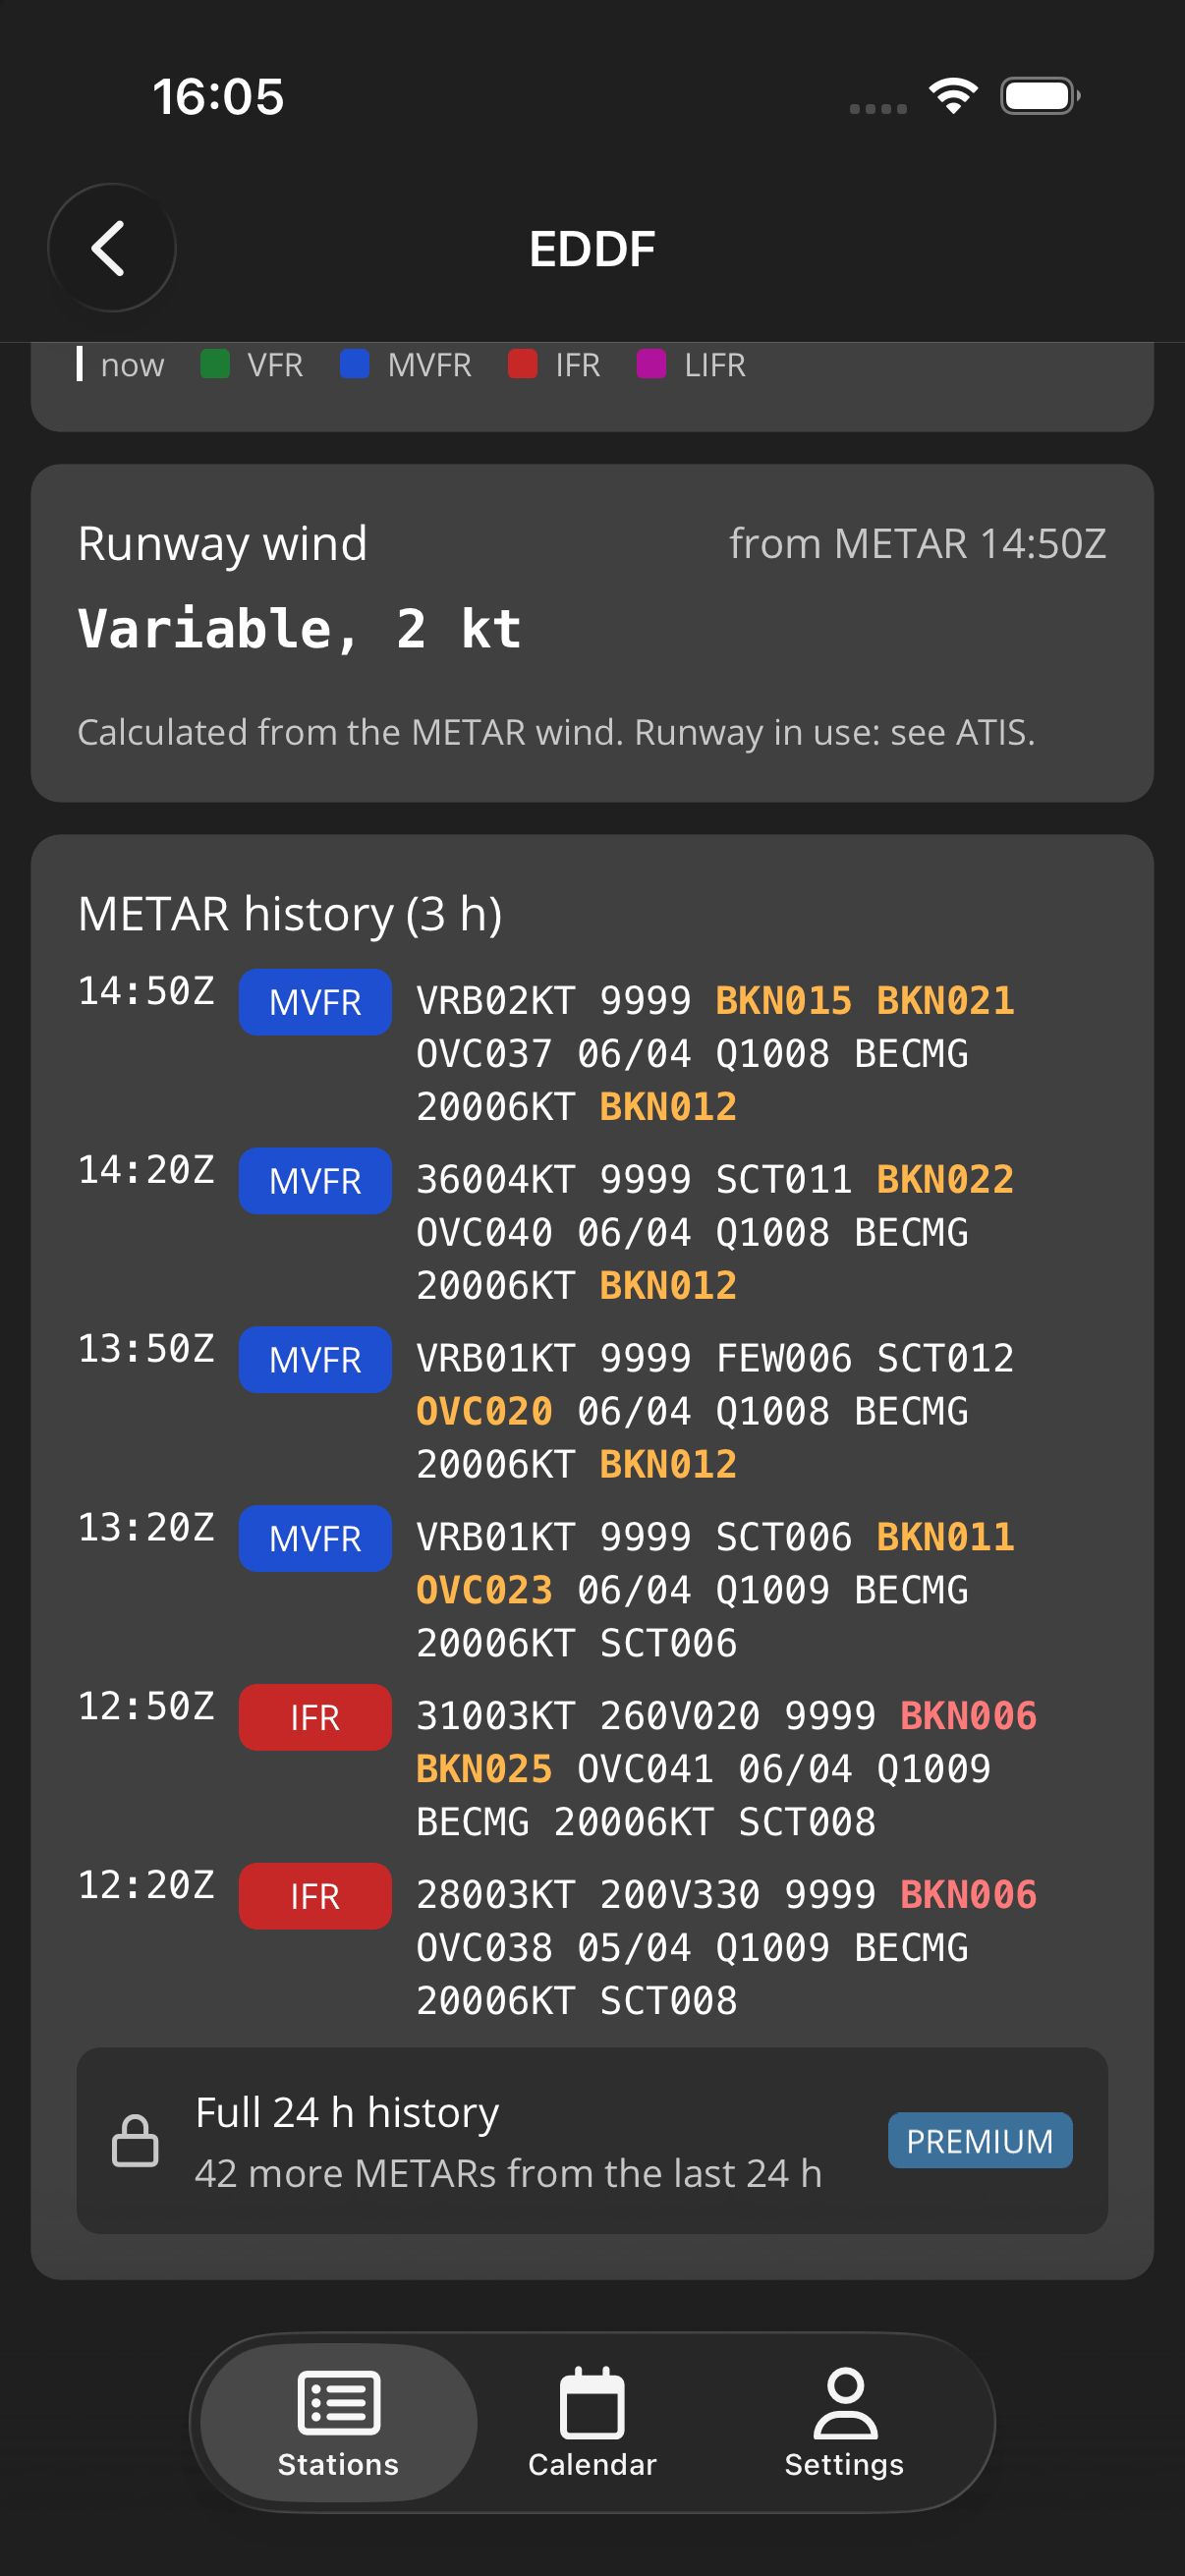 16:05
EDDF
now VFR MVFR IFR LIFR
Runway wind from METAR 14:50Z
Variable, 2 kt
Calculated from the METAR wind. Runway in use: see ATIS.
METAR history (3 h)
14:50Z MVFR VRB02KT 9999 BKN015 BKN021
OVC037 06/04 Q1008 BECMG
20006KT BKN012
14:20Z MVFR 36004KT 9999 SCT011 BKN022
OVC040 06/04 Q1008 BECMG
20006KT BKN012
13:50Z MVFR VRB01KT 9999 FEW006 SCT012
OVC020 06/04 Q1008 BECMG
20006KT BKN012
13:20Z MVFR VRB01KT 9999 SCT006 BKN011
OVC023 06/04 Q1009 BECMG
20006KT SCT006
12:50Z IFR 31003KT 260V020 9999 BKN006
BKN025 OVC041 06/04 Q1009
BECMG 20006KT SCT008
12:20Z IFR 28003KT 200V330 9999 BKN006
OVC038 05/04 Q1009 BECMG
20006KT SCT008
Full 24 h history
42 more METARs from the last 24 h
PREMIUM
Stations Calendar Settings